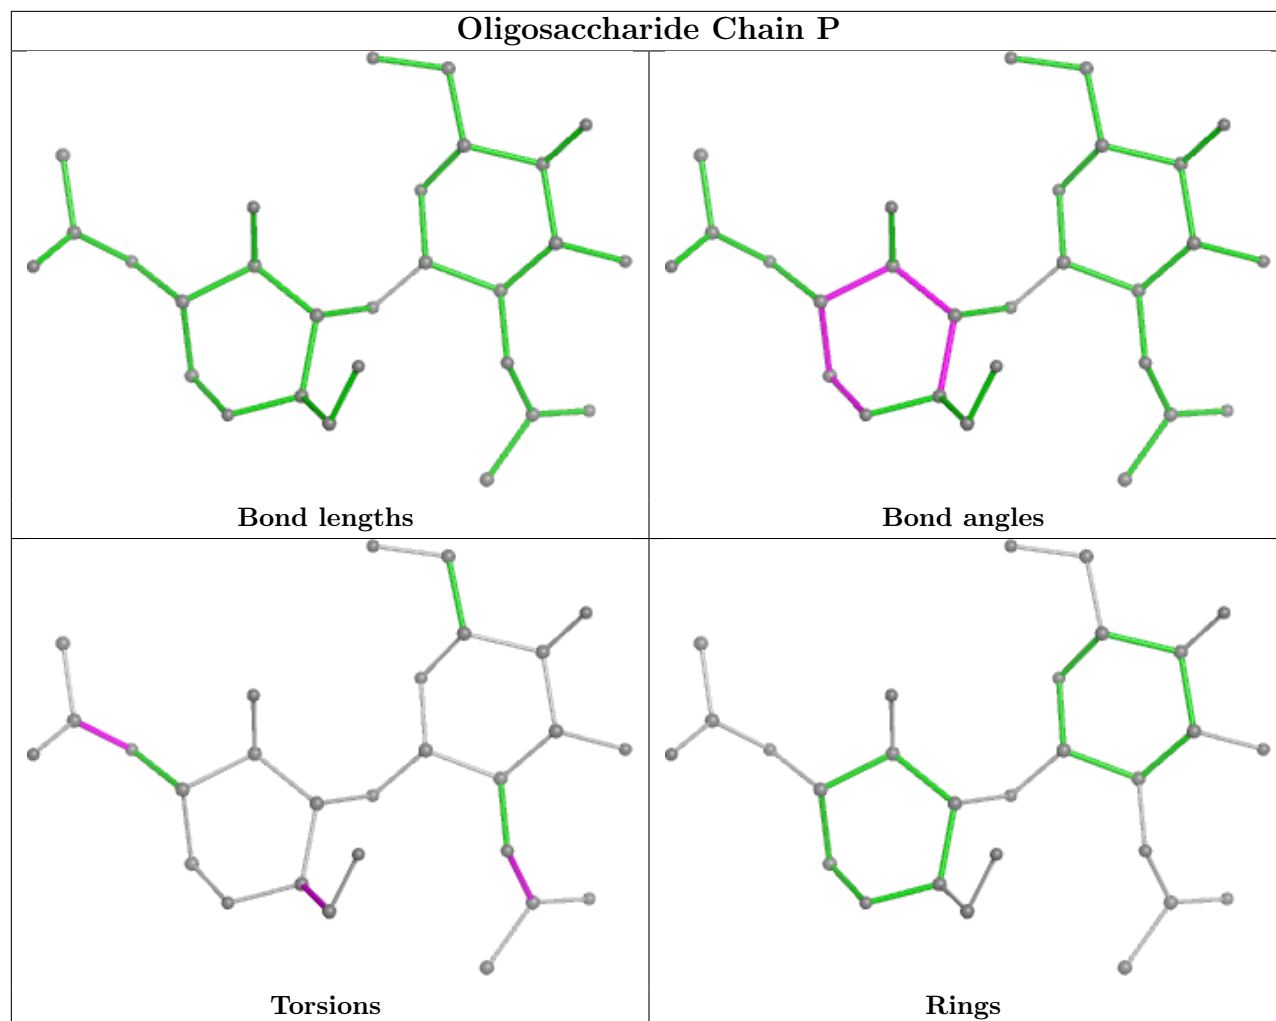 Oligosaccharide Chain P
Bond lengths
Bond angles
Torsions
Rings